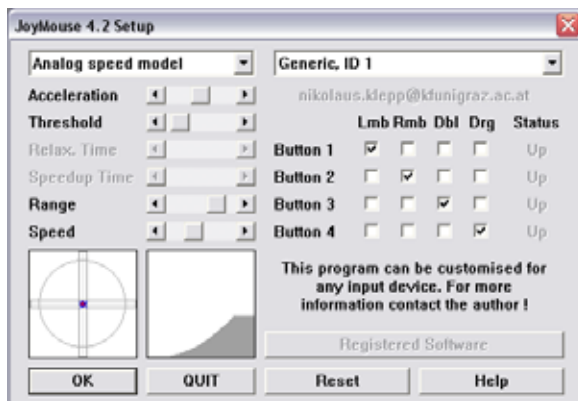 JoyMouse 4.2 Setup
Analog speed model
Generic, ID 1
Acceleration
nikolaus.klepp@kfunigraz.ac.at
Threshold
Lmb Rmb Dbl Drg Status
Relax. Time
Button 1 Up
Speedup Time
Button 2 Up
Range
Button 3 Up
Speed
Button 4 Up
This program can be customised for
any input device. For more
information contact the author !
Registered Software
OK QUIT Reset Help